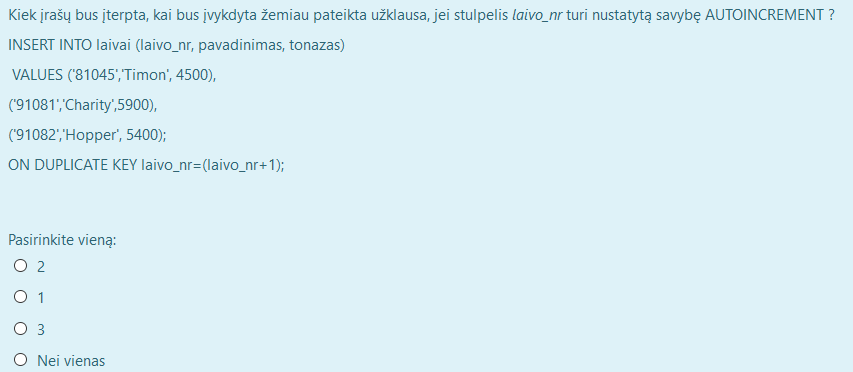 Kiek įrašų bus įterpta, kai bus įvykdyta žemiau pateikta užklausa, jei stulpelis laivo_nr turi nustatytą savybę AUTOINCREMENT ?
INSERT INTO laivai (laivo_nr, pavadinimas, tonazas)
VALUES ('81045','Timon', 4500),
('91081','Charity',5900),
('91082','Hopper', 5400);
ON DUPLICATE KEY laivo_nr=(laivo_nr+1);
Pasirinkite vieną:
2
1
3
Nei vienas